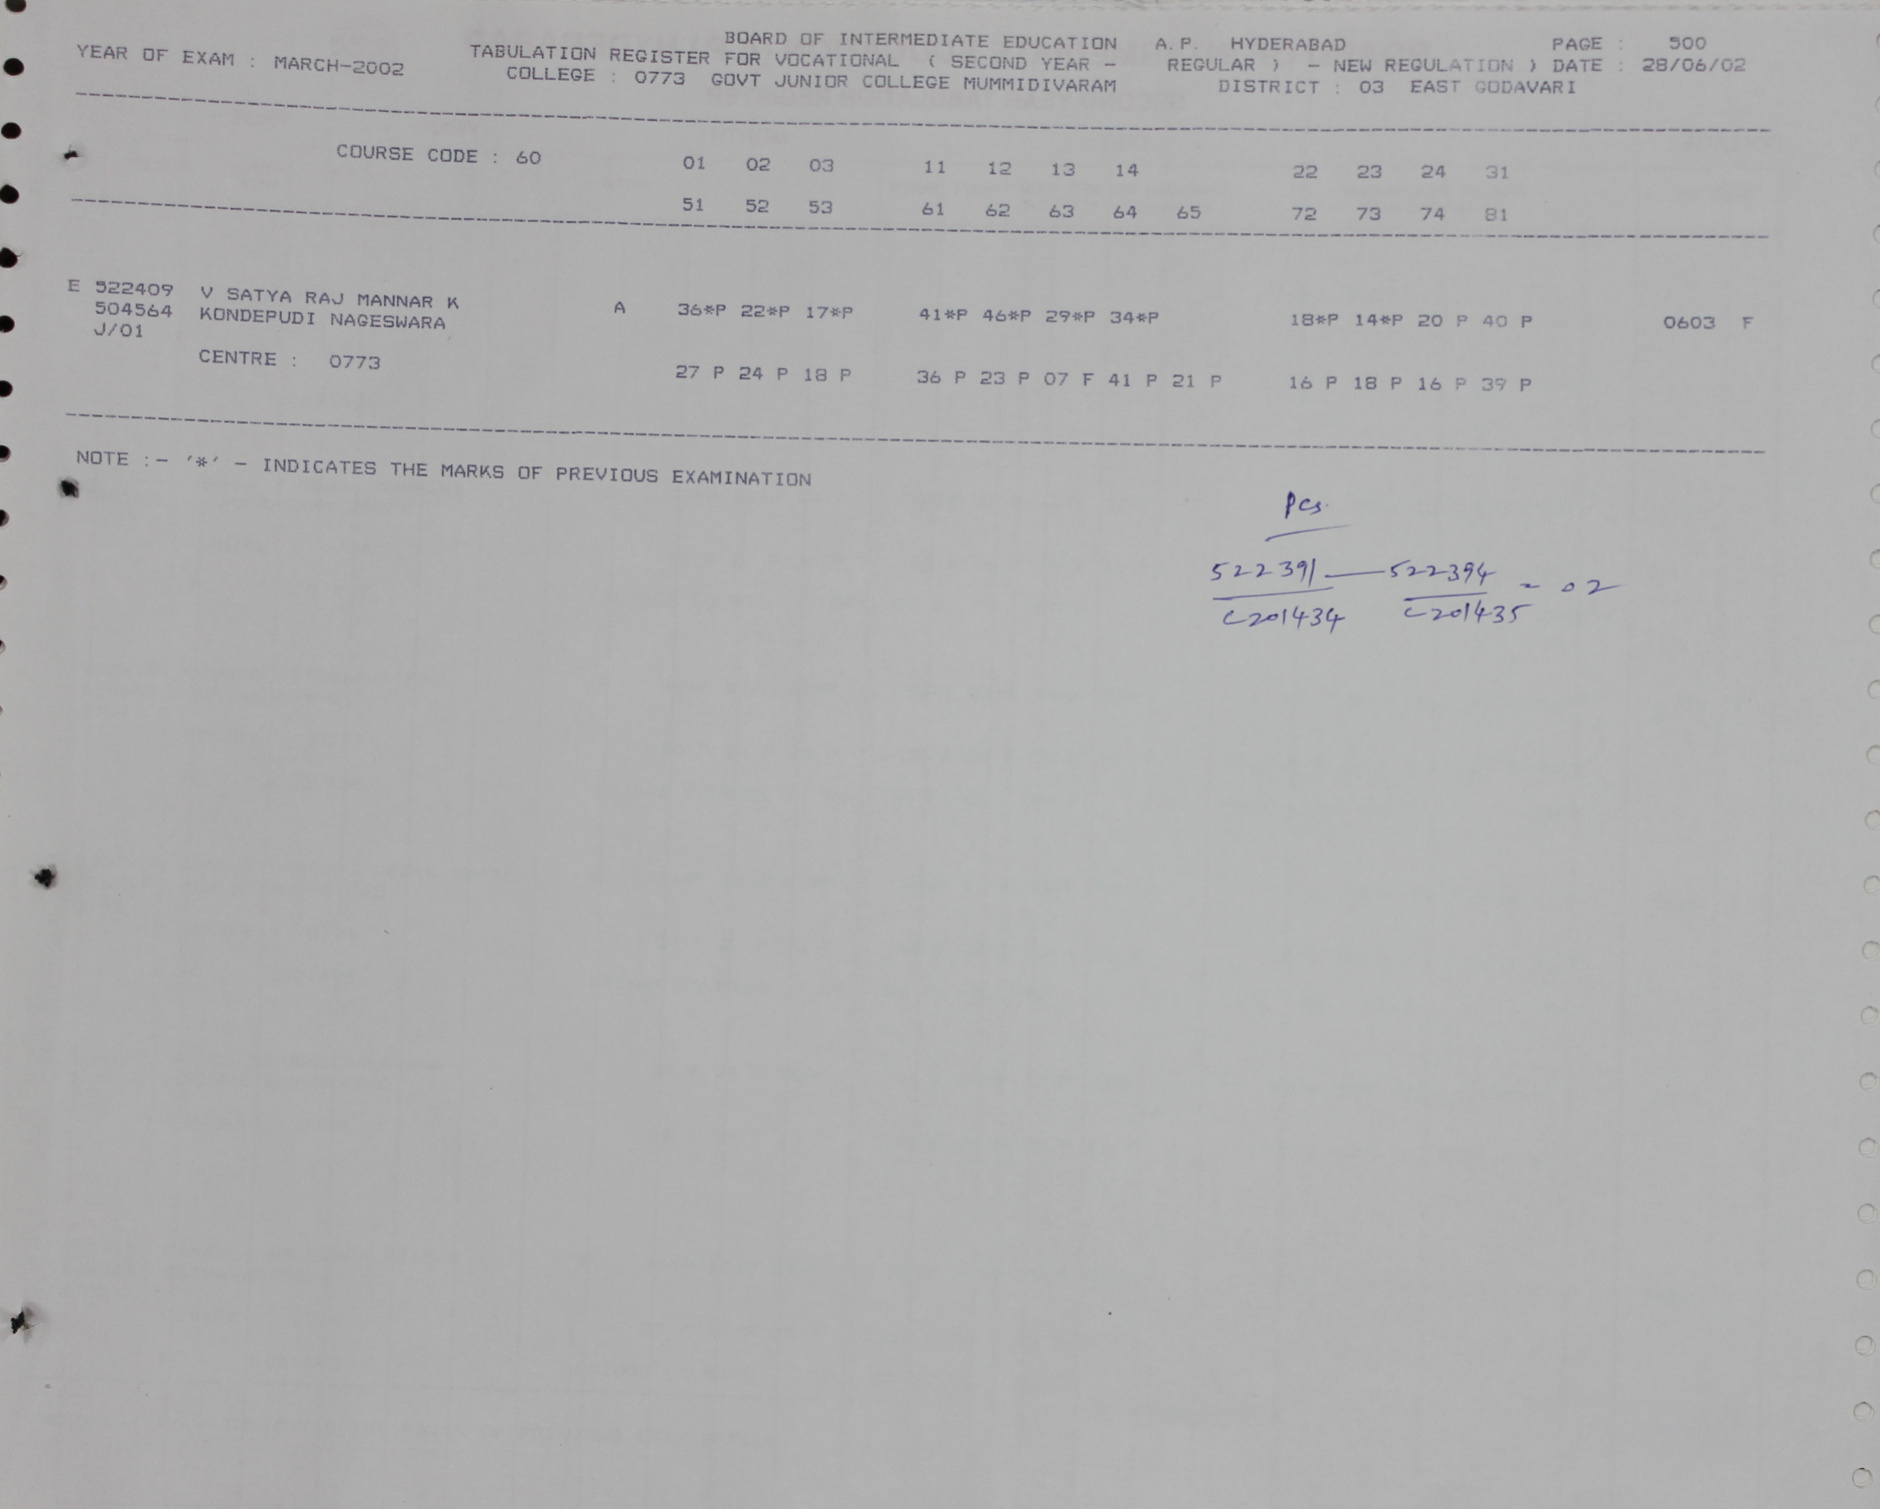 BOARD OF INTERMEDIATE EDUCATION A.P. HYDERABAD PAGE : 500
YEAR OF EXAM : MARCH-2002 TABULATION REGISTER FOR VOCATIONAL ( SECOND YEAR - REGULAR ) - NEW REGULATION ) DATE : 28/06/02
COLLEGE : 0773 GOVT JUNIOR COLLEGE MUMMIDIVARAM DISTRICT : 03 EAST GODAVARI
COURSE CODE : 60 01 02 03 11 12 13 14 22 23 24 31
51 52 53 61 62 63 64 65 72 73 74 81
E 522409 V SATYA RAJ MANNAR K A 36*P 22*P 17*P 41*P 46*P 29*P 34*P 18*P 14*P 20 P 40 P 0603 F
504564 KONDEPUDI NAGESWARA
J/01
CENTRE : 0773 27 P 24 P 18 P 36 P 23 P 07 F 41 P 21 P 16 P 18 P 16 P 39 P
NOTE :- '*' - INDICATES THE MARKS OF PREVIOUS EXAMINATION
Pcs.
522391 — 522394 = 02
C201434 C201435